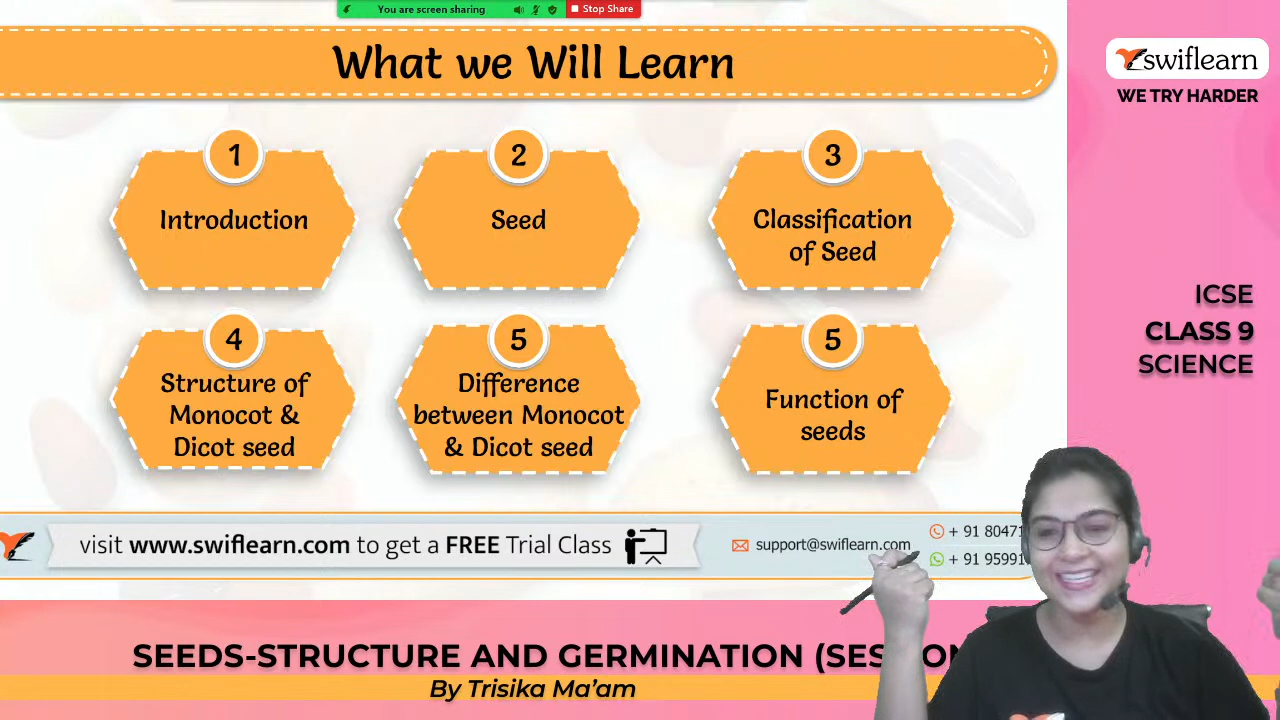 You are screen sharing
Stop Share
What we Will Learn
swiflearn
WE TRY HARDER
1
Introduction
2
Seed
3
Classification
of Seed
4
Structure of
Monocot &
Dicot seed
5
Difference
between Monocot
& Dicot seed
5
Function of
seeds
ICSE
CLASS 9
SCIENCE
visit www.swiflearn.com to get a FREE Trial Class
support@swiflearn.com
+ 91 80471
+ 91 95991
SEEDS-STRUCTURE AND GERMINATION
By Trisika Ma'am